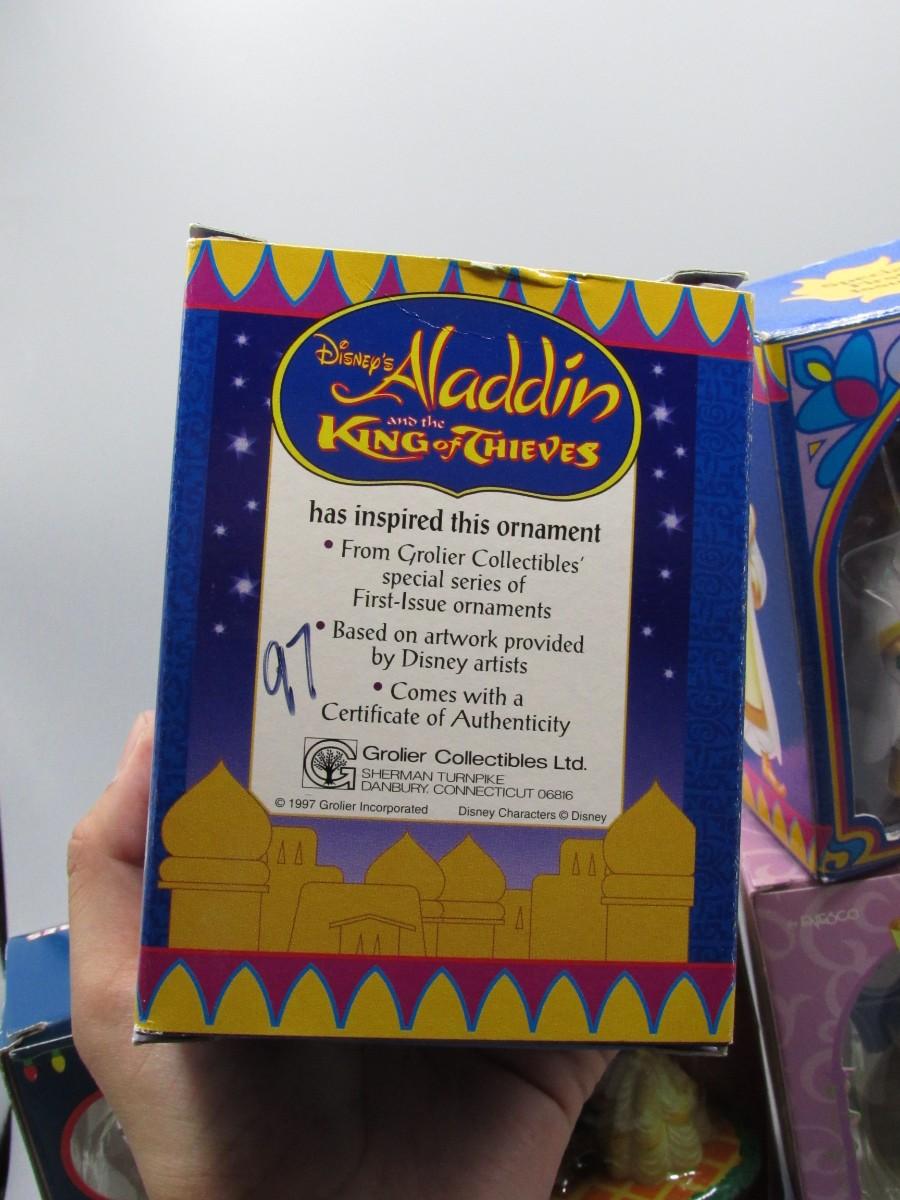 Disney's Aladdin
and the
King of Thieves
has inspired this ornament
• From Grolier Collectibles'
special series of
First-Issue ornaments
• Based on artwork provided
by Disney artists
• Comes with a
Certificate of Authenticity
97
G
Grolier Collectibles Ltd.
SHERMAN TURNPIKE
DANBURY, CONNECTICUT 06816
© 1997 Grolier Incorporated Disney Characters © Disney
BY ENESCO